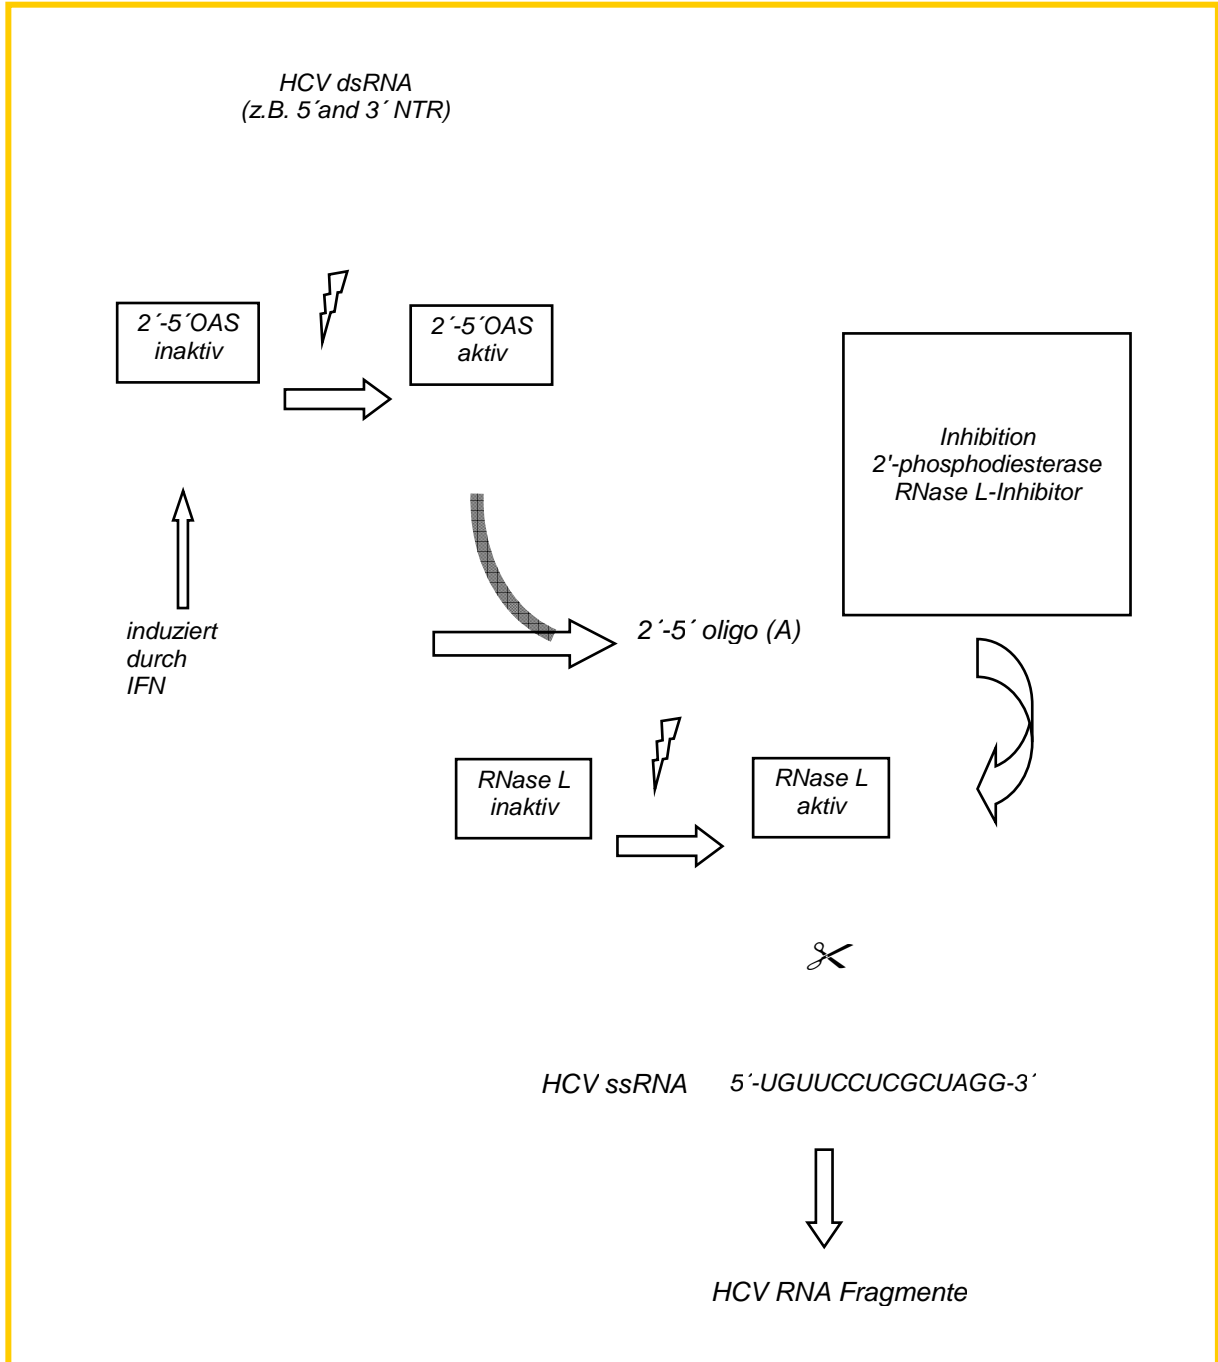 HCV dsRNA
(z.B. 5´and 3´ NTR)
2´-5´OAS
inaktiv
2´-5´OAS
aktiv
Inhibition
2'-phosphodiesterase
RNase L-Inhibitor
induziert
durch
IFN
2´-5´ oligo (A)
RNase L
inaktiv
RNase L
aktiv
HCV ssRNA 5´-UGUUCCUCGCUAGG-3´
HCV RNA Fragmente